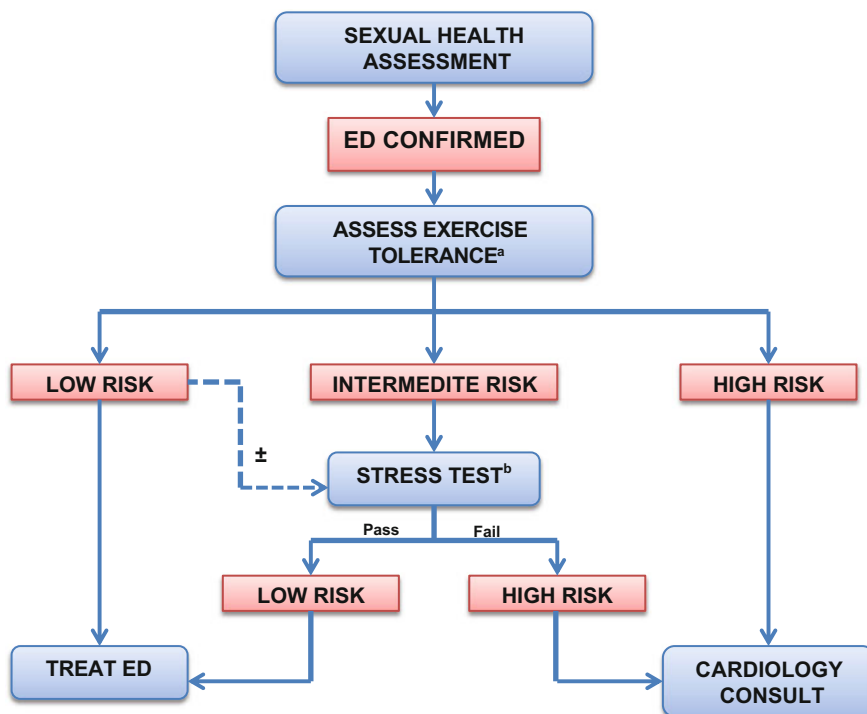 SEXUAL HEALTH
ASSESSMENT
ED CONFIRMED
ASSESS EXERCISE
TOLERANCEᵃ
LOW RISK
INTERMEDITE RISK
HIGH RISK
±
STRESS TESTᵇ
Pass
Fail
LOW RISK
HIGH RISK
TREAT ED
CARDIOLOGY
CONSULT